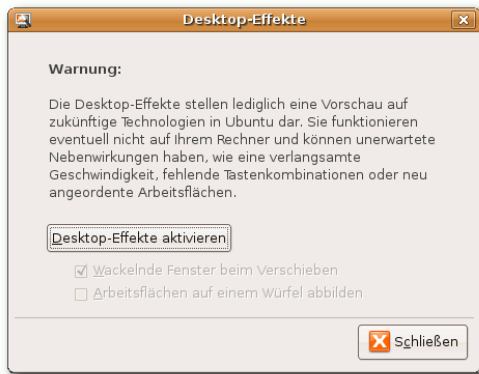 Desktop-Effekte
Warnung:
Die Desktop-Effekte stellen lediglich eine Vorschau auf
zukünftige Technologien in Ubuntu dar. Sie funktionieren
eventuell nicht auf Ihrem Rechner und können unerwartete
Nebenwirkungen haben, wie eine verlangsamte
Geschwindigkeit, fehlende Tastenkombinationen oder neu
angeordente Arbeitsflächen.
Desktop-Effekte aktivieren
Wackelnde Fenster beim Verschieben
Arbeitsflächen auf einem Würfel abbilden
Schließen